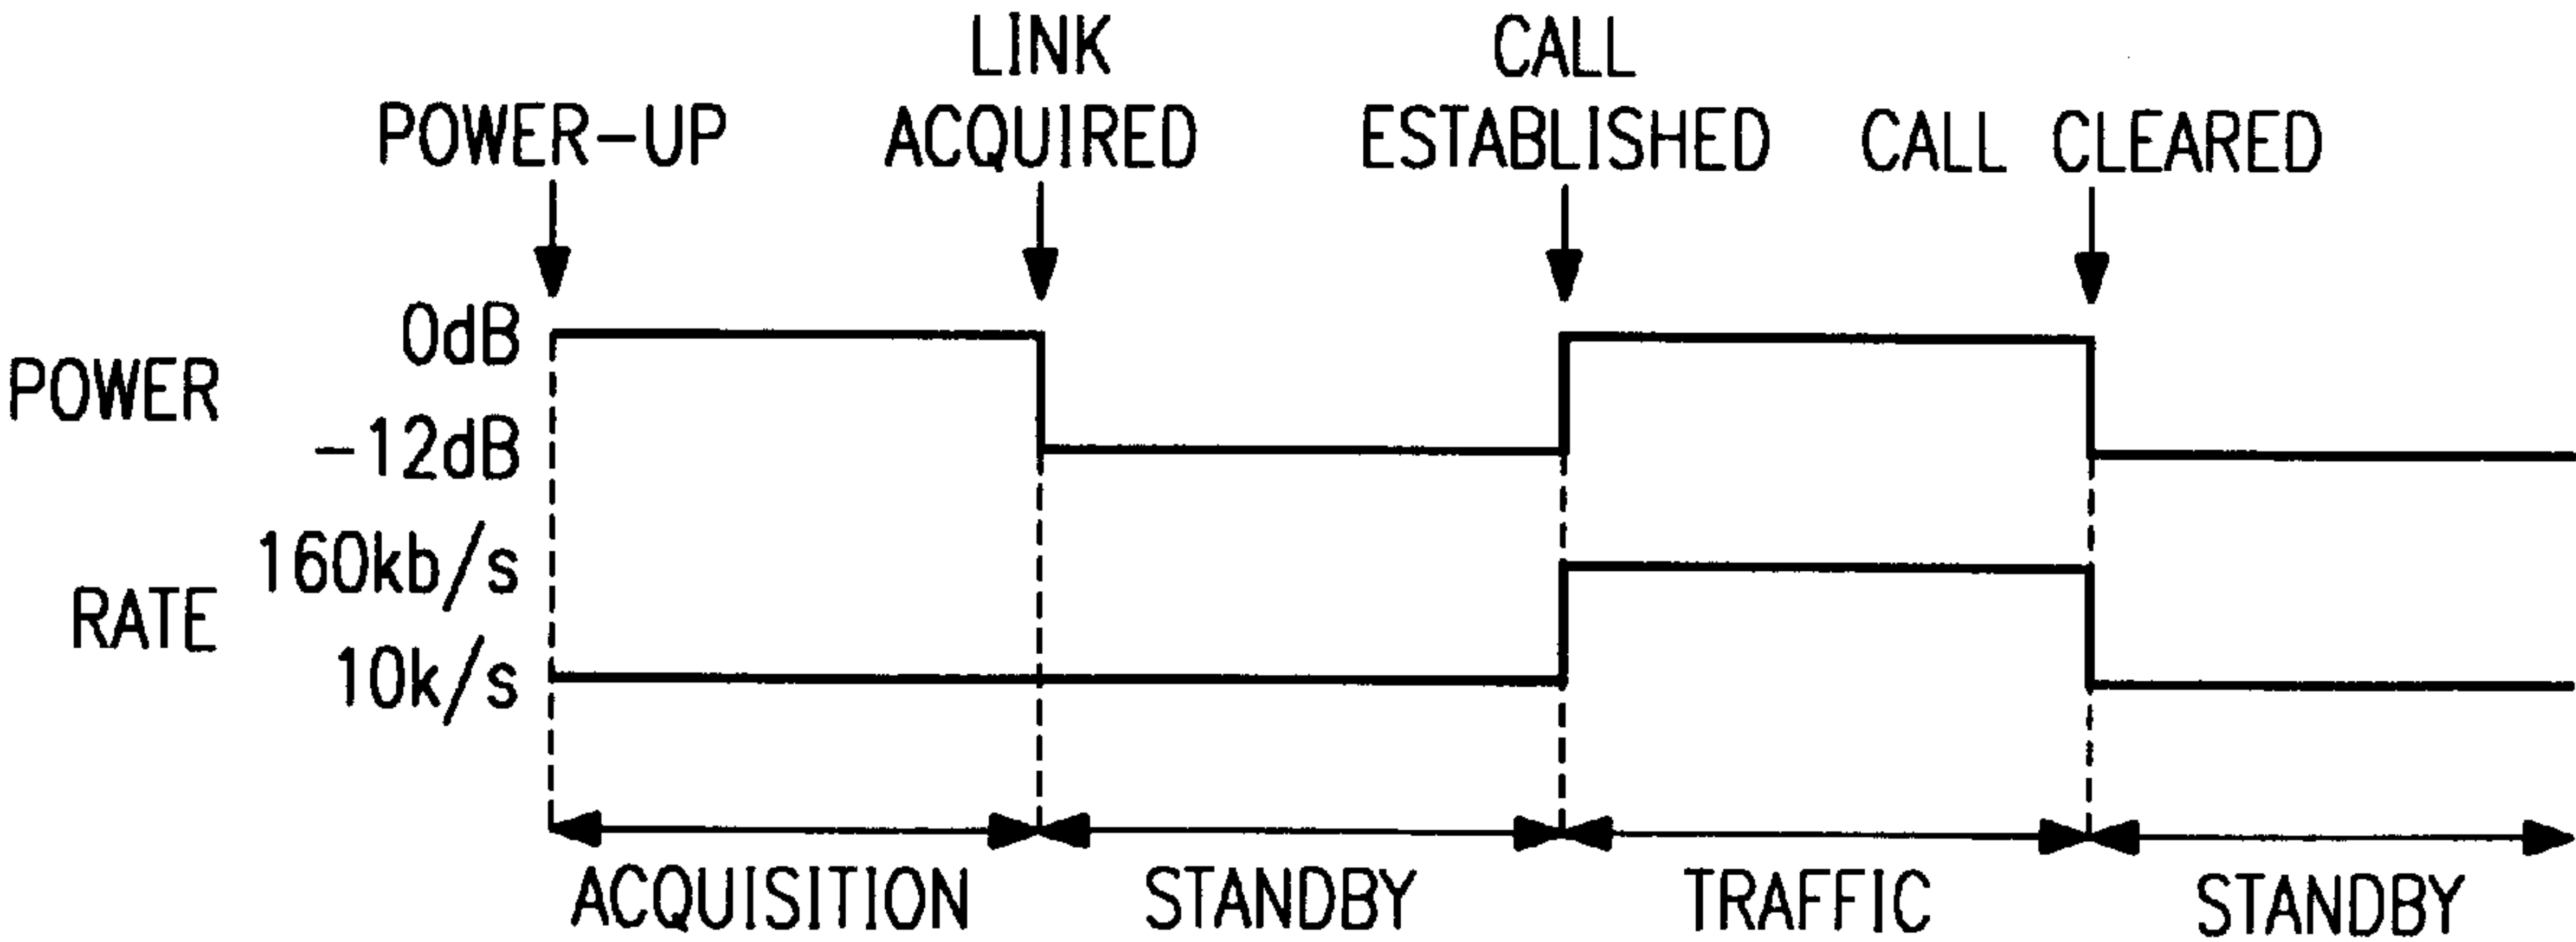 LINK
ACQUIRED
CALL
ESTABLISHED
POWER-UP
CALL CLEARED
POWER
0dB
-12dB
RATE
160kb/s
10k/s
ACQUISITION
STANDBY
TRAFFIC
STANDBY